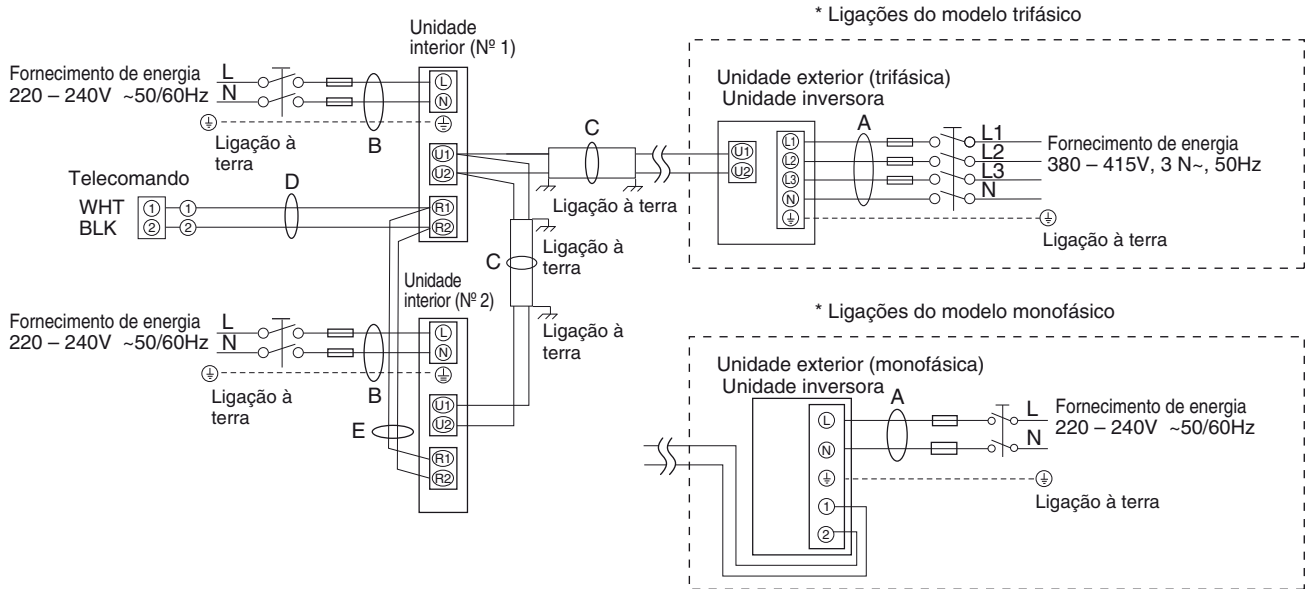 * Ligações do modelo trifásico
Unidade
interior (Nº 1)
Fornecimento de energia
220 – 240V ~50/60Hz
L
N
L
N
Ligação à
terra
B
U1
U2
Telecomando
WHT
BLK
1
2
1
2
D
R1
R2
C
Ligação à terra
C
Ligação à
terra
Ligação à
terra
Unidade exterior (trifásica)
Unidade inversora
U1
U2
L1
L2
L3
N
A
L1
L2
L3
N
Fornecimento de energia
380 – 415V, 3 N~, 50Hz
Ligação à terra
Unidade
interior (Nº 2)
Fornecimento de energia
220 – 240V ~50/60Hz
L
N
L
N
Ligação à
terra
B
U1
U2
E
R1
R2
* Ligações do modelo monofásico
Unidade exterior (monofásica)
Unidade inversora
A
L
N
1
2
L
N
Fornecimento de energia
220 – 240V ~50/60Hz
Ligação à terra